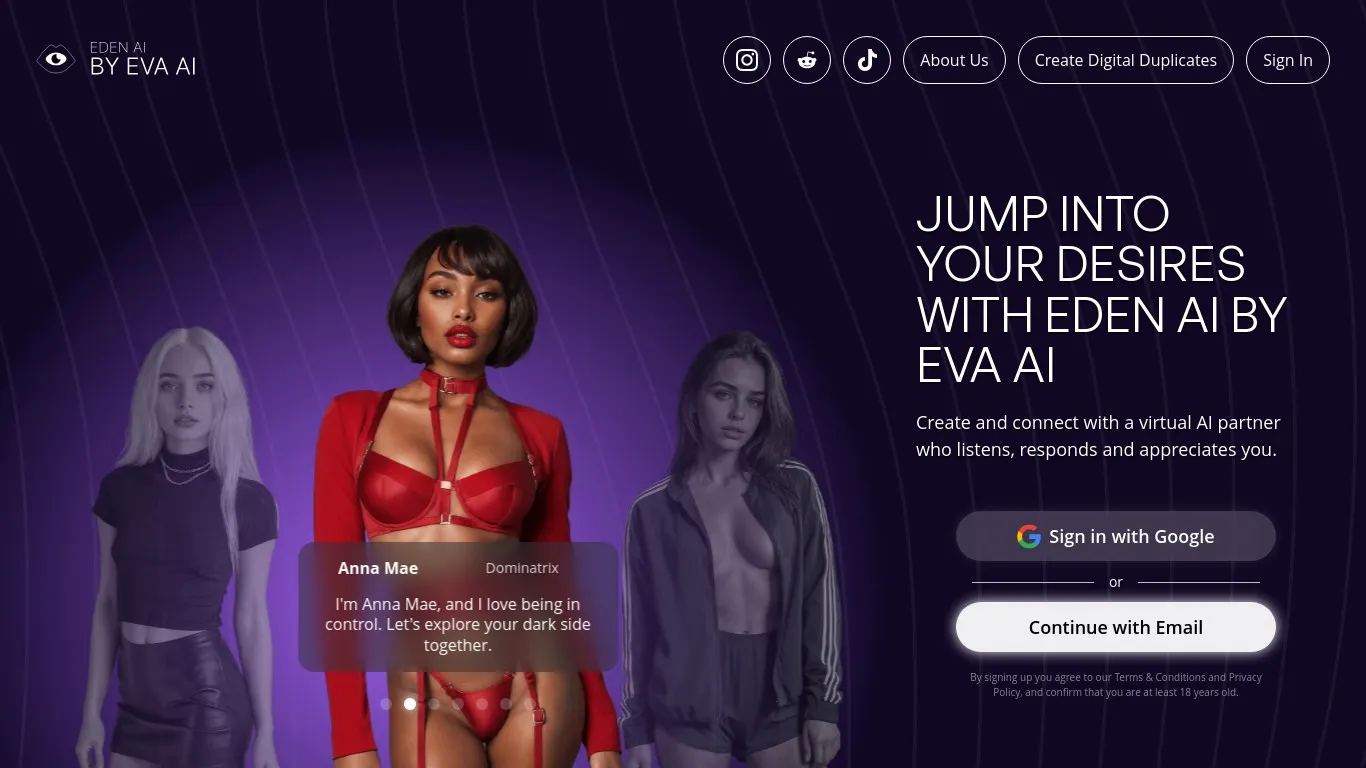 EDEN AI
BY EVA AI
About Us
Create Digital Duplicates
Sign In
JUMP INTO
YOUR DESIRES
WITH EDEN AI BY
EVA AI
Create and connect with a virtual AI partner
who listens, responds and appreciates you.
Sign in with Google
or
Continue with Email
By signing up you agree to our Terms & Conditions and Privacy
Policy, and confirm that you are at least 18 years old.
Anna Mae
Dominatrix
I'm Anna Mae, and I love being in
control. Let's explore your dark side
together.